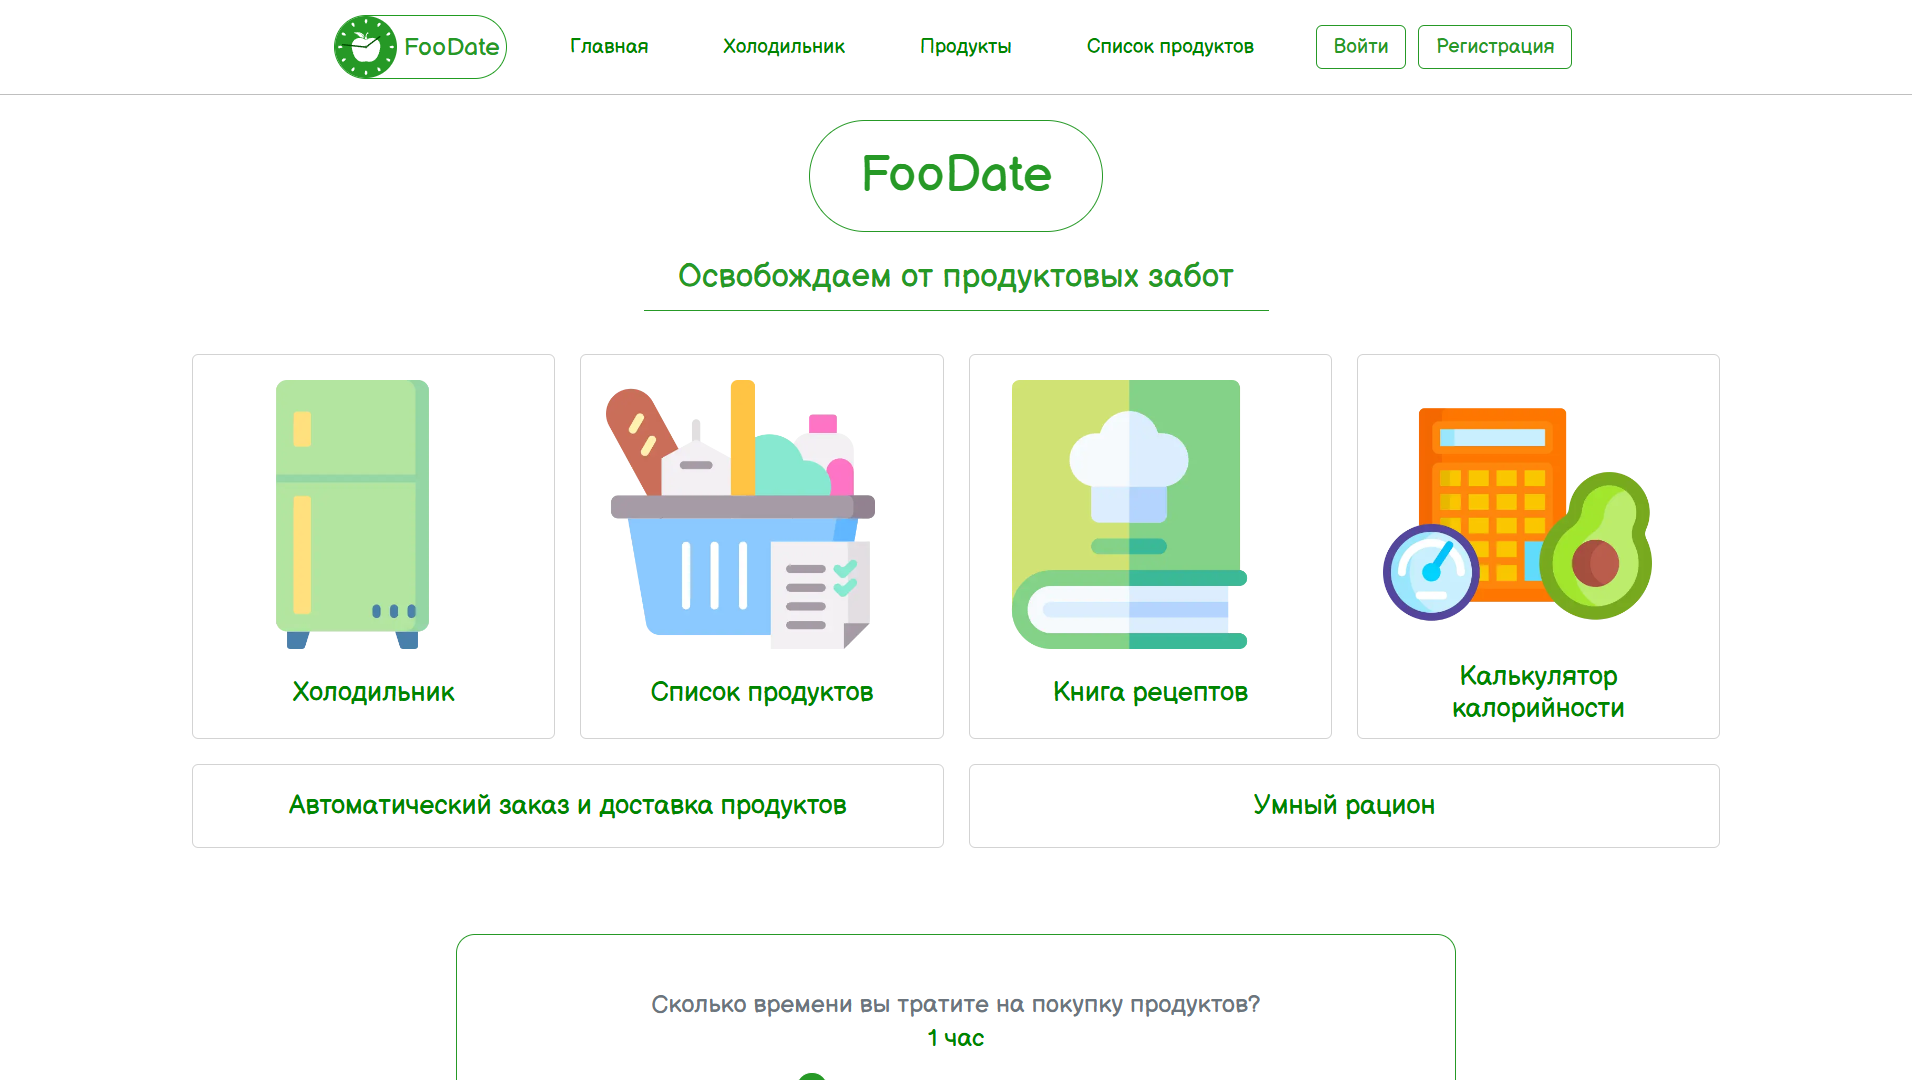 FooDate
Главная
Холодильник
Продукты
Список продуктов
Войти
Регистрация
FooDate
Освобождаем от продуктовых забот
Холодильник
Список продуктов
Книга рецептов
Калькулятор
калорийности
Автоматический заказ и доставка продуктов
Умный рацион
Сколько времени вы тратите на покупку продуктов?
1 час